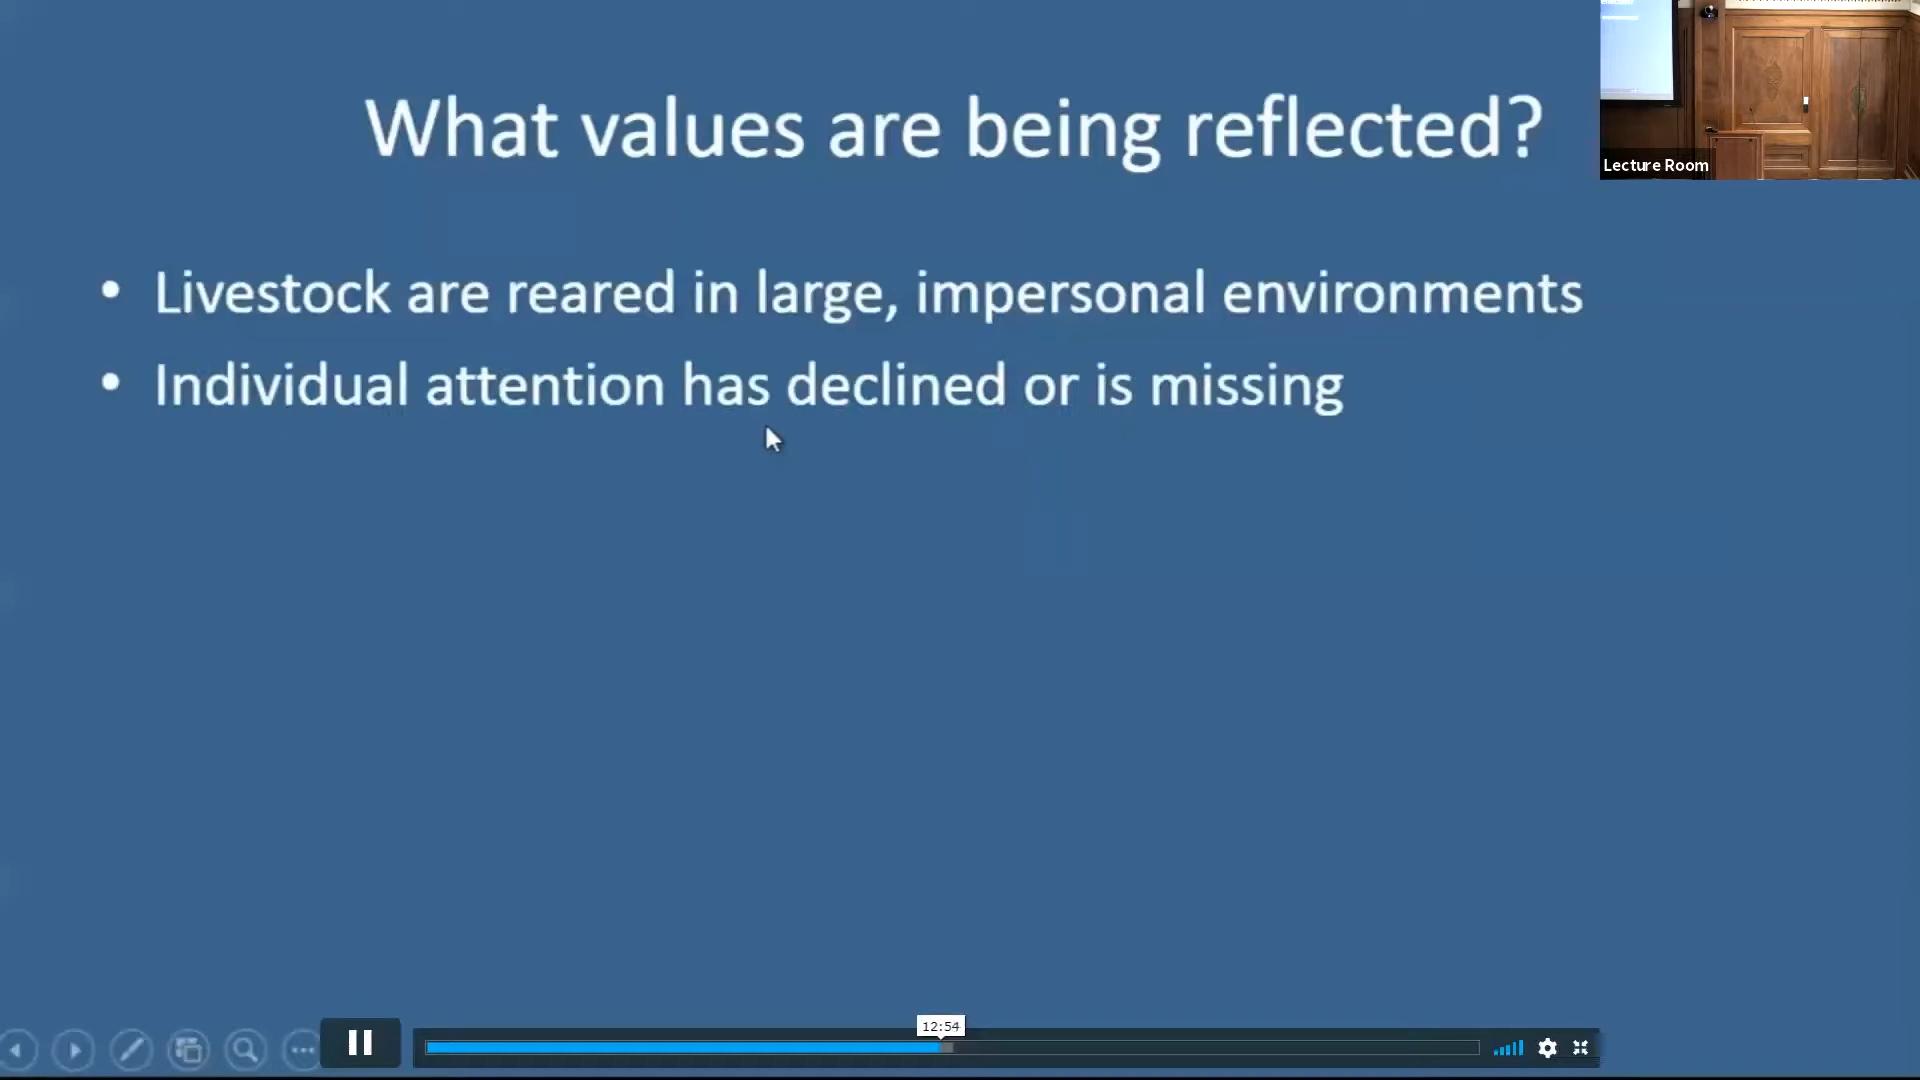 What values are being reflected?
Lecture Room
• Livestock are reared in large, impersonal environments
• Individual attention has declined or is missing
12:54